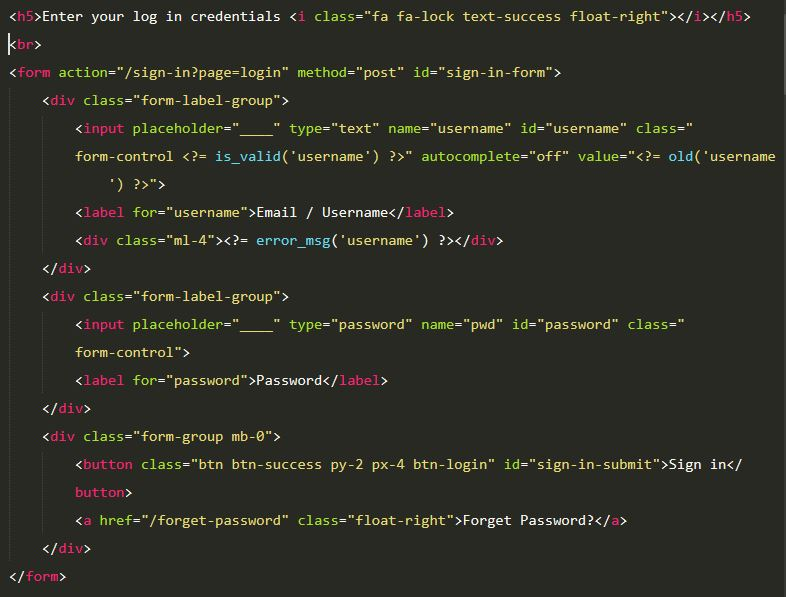 <h5>Enter your log in credentials <i class="fa fa-lock text-success float-right"></i></h5>
<br>
<form action="/sign-in?page=login" method="post" id="sign-in-form">
<div class="form-label-group">
<input placeholder="____" type="text" name="username" id="username" class="
form-control <?= is_valid('username') ?>" autocomplete="off" value="<?= old('username
') ?>">
<label for="username">Email / Username</label>
<div class="ml-4"><?= error_msg('username') ?></div>
</div>
<div class="form-label-group">
<input placeholder="____" type="password" name="pwd" id="password" class="
form-control">
<label for="password">Password</label>
</div>
<div class="form-group mb-0">
<button class="btn btn-success py-2 px-4 btn-login" id="sign-in-submit">Sign in</
button>
<a href="/forget-password" class="float-right">Forget Password?</a>
</div>
</form>